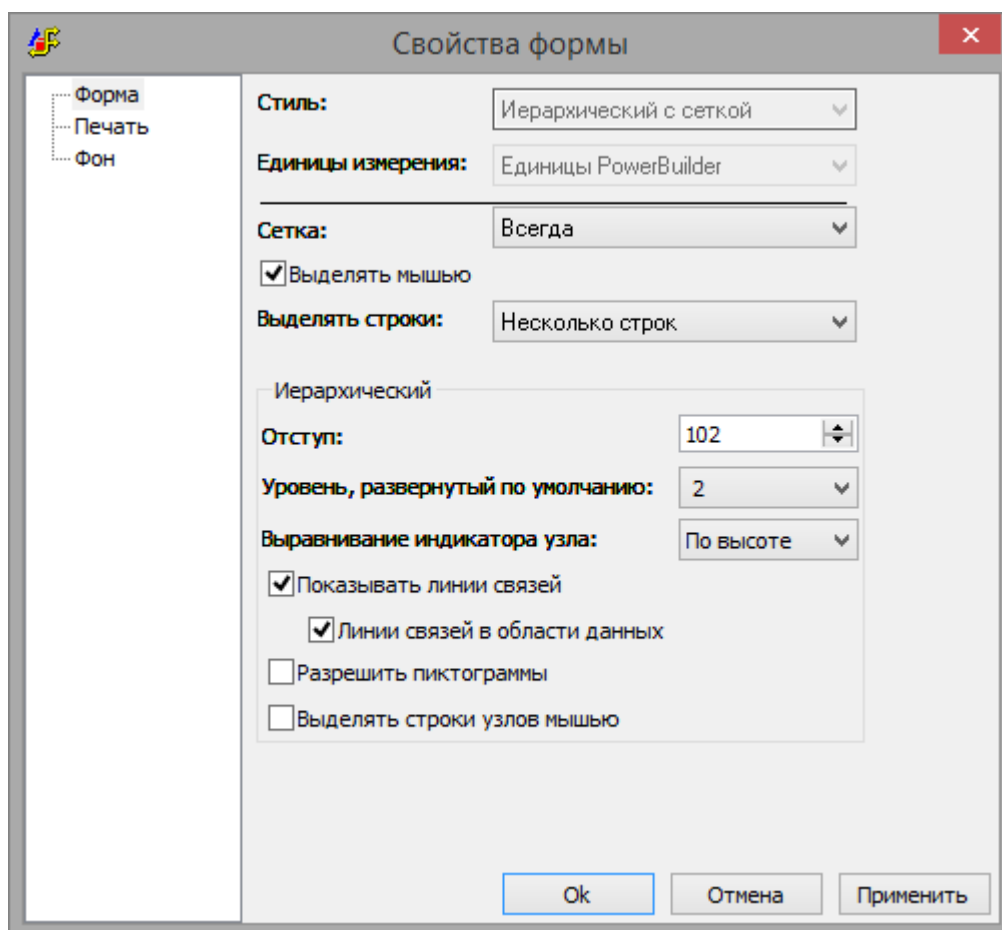 Свойства формы
Форма
Печать
Фон
Стиль: Иерархический с сеткой
Единицы измерения: Единицы PowerBuilder
Сетка: Всегда
Выделять мышью
Выделять строки: Несколько строк
Иерархический
Отступ: 102
Уровень, развернутый по умолчанию: 2
Выравнивание индикатора узла: По высоте
Показывать линии связей
Линии связей в области данных
Разрешить пиктограммы
Выделять строки узлов мышью
Ok Отмена Применить